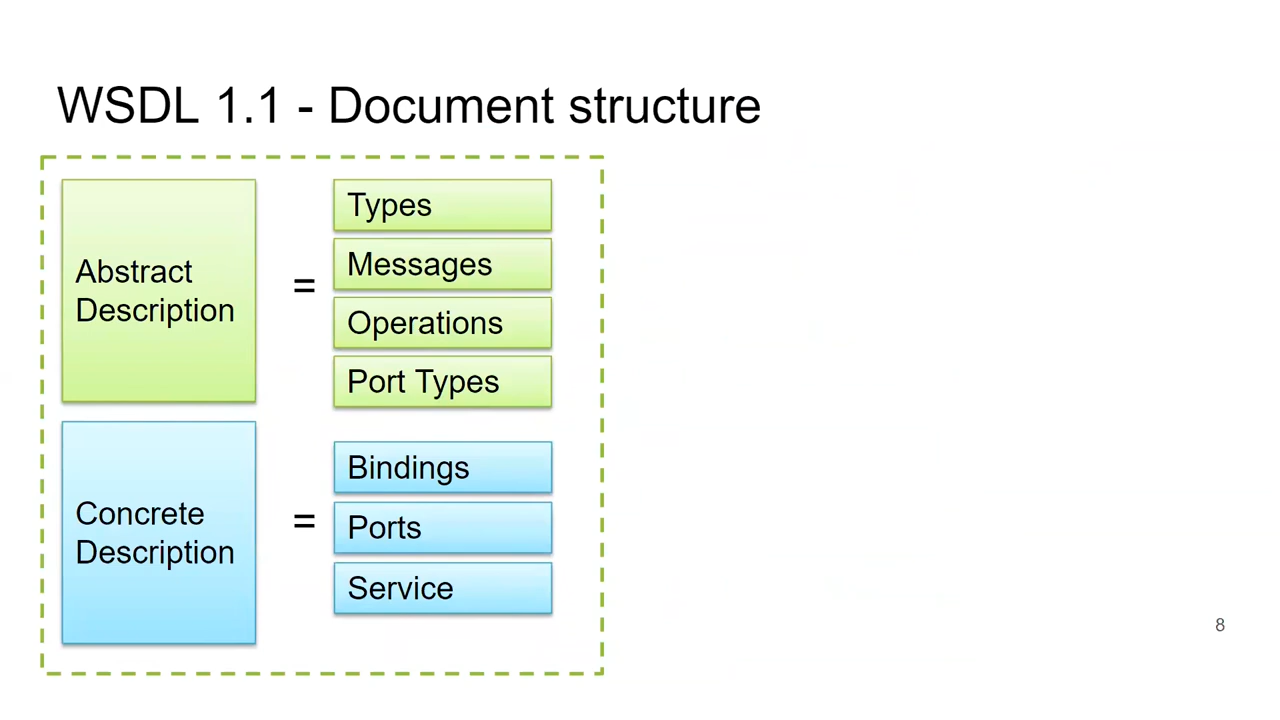 WSDL 1.1 - Document structure
Abstract
Description
=
Types
Messages
Operations
Port Types
Concrete
Description
=
Bindings
Ports
Service
8